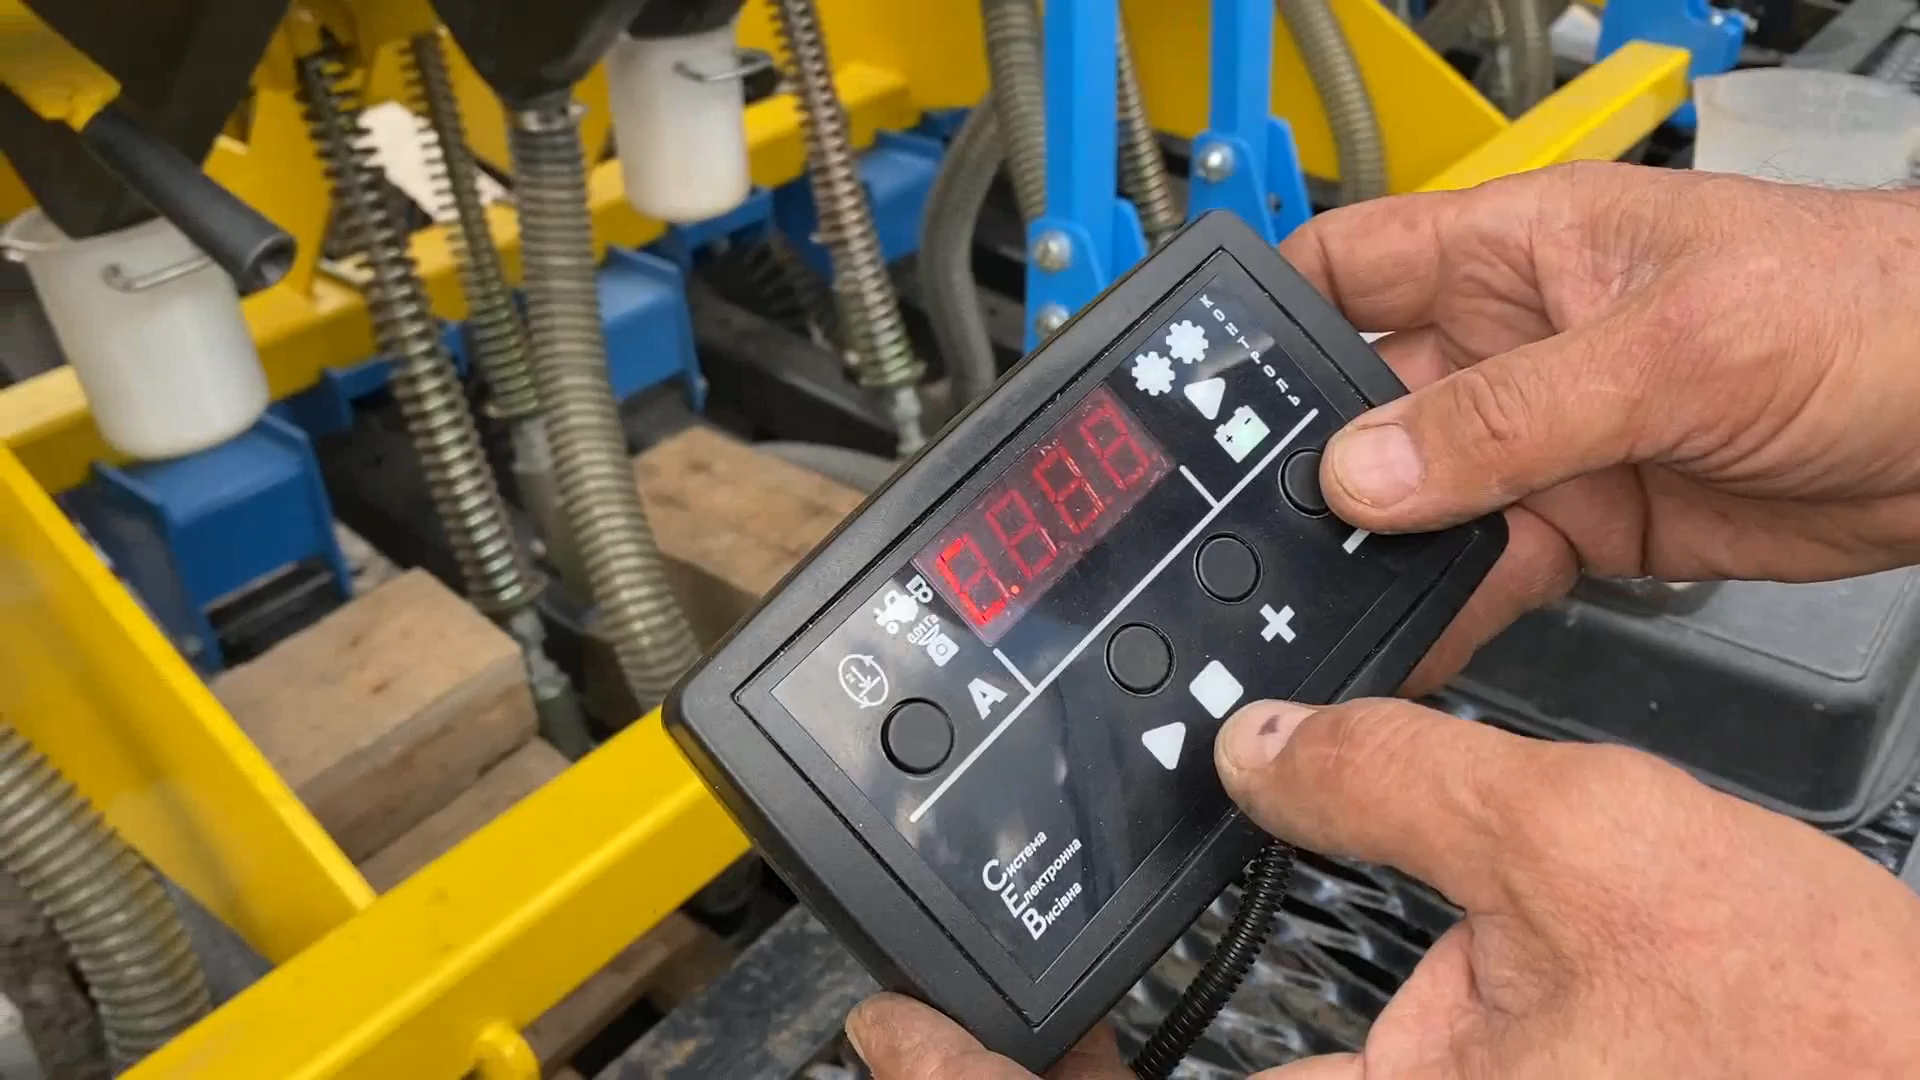 КОНТРОЛЬ
0.01Га
А
Система
Електронна
Висівна